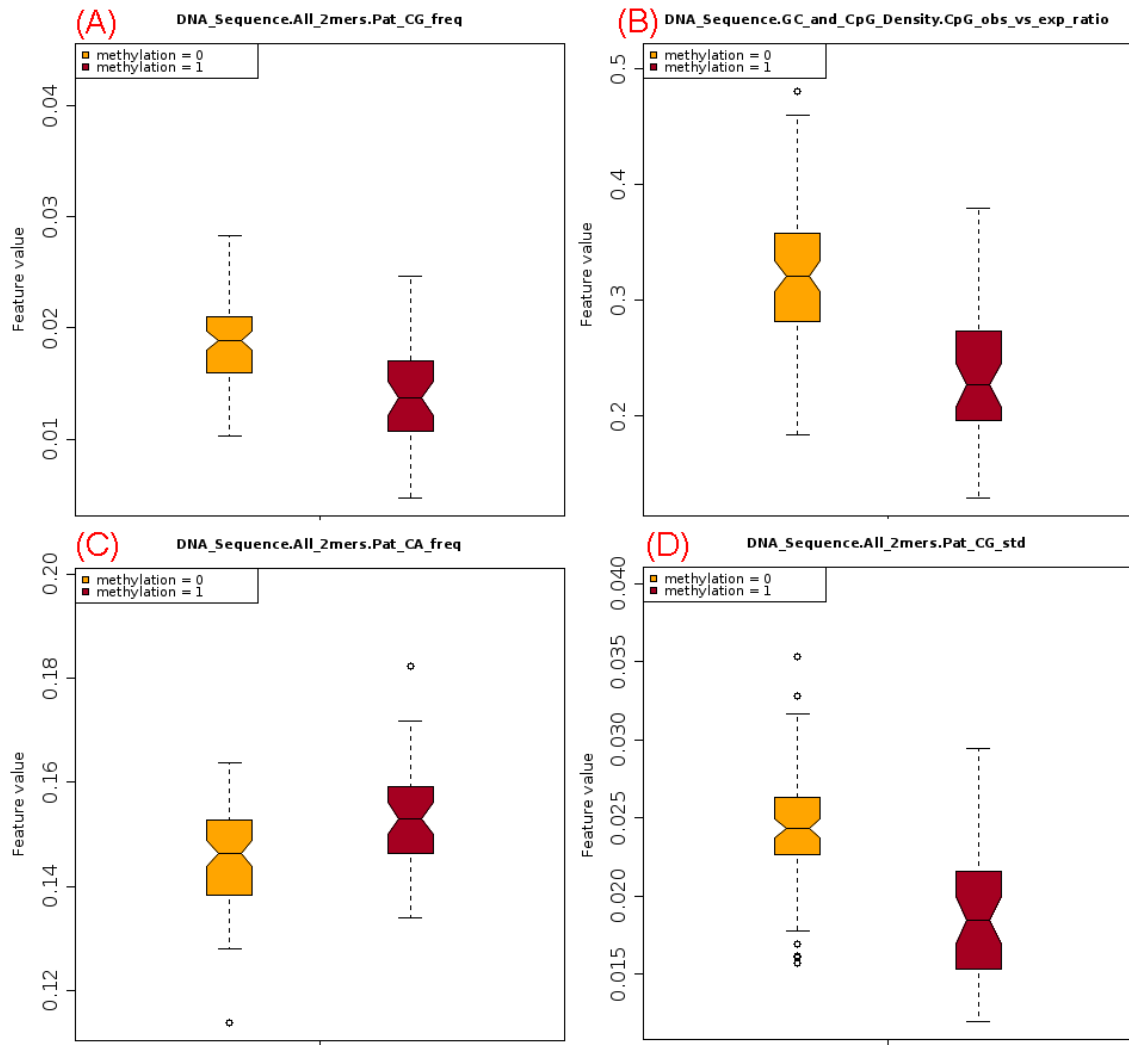 (A) DNA_Sequence.All_2mers.Pat_CG_freq
methylation = 0
methylation = 1
0.04
0.03
0.02
0.01
Feature value
(B) DNA_Sequence.GC_and_CpG_Density.CpG_obs_vs_exp_ratio
methylation = 0
methylation = 1
0.5
0.4
0.3
0.2
Feature value
(C) DNA_Sequence.All_2mers.Pat_CA_freq
methylation = 0
methylation = 1
0.20
0.18
0.16
0.14
0.12
Feature value
(D) DNA_Sequence.All_2mers.Pat_CG_std
methylation = 0
methylation = 1
0.040
0.035
0.030
0.025
0.020
0.015
Feature value